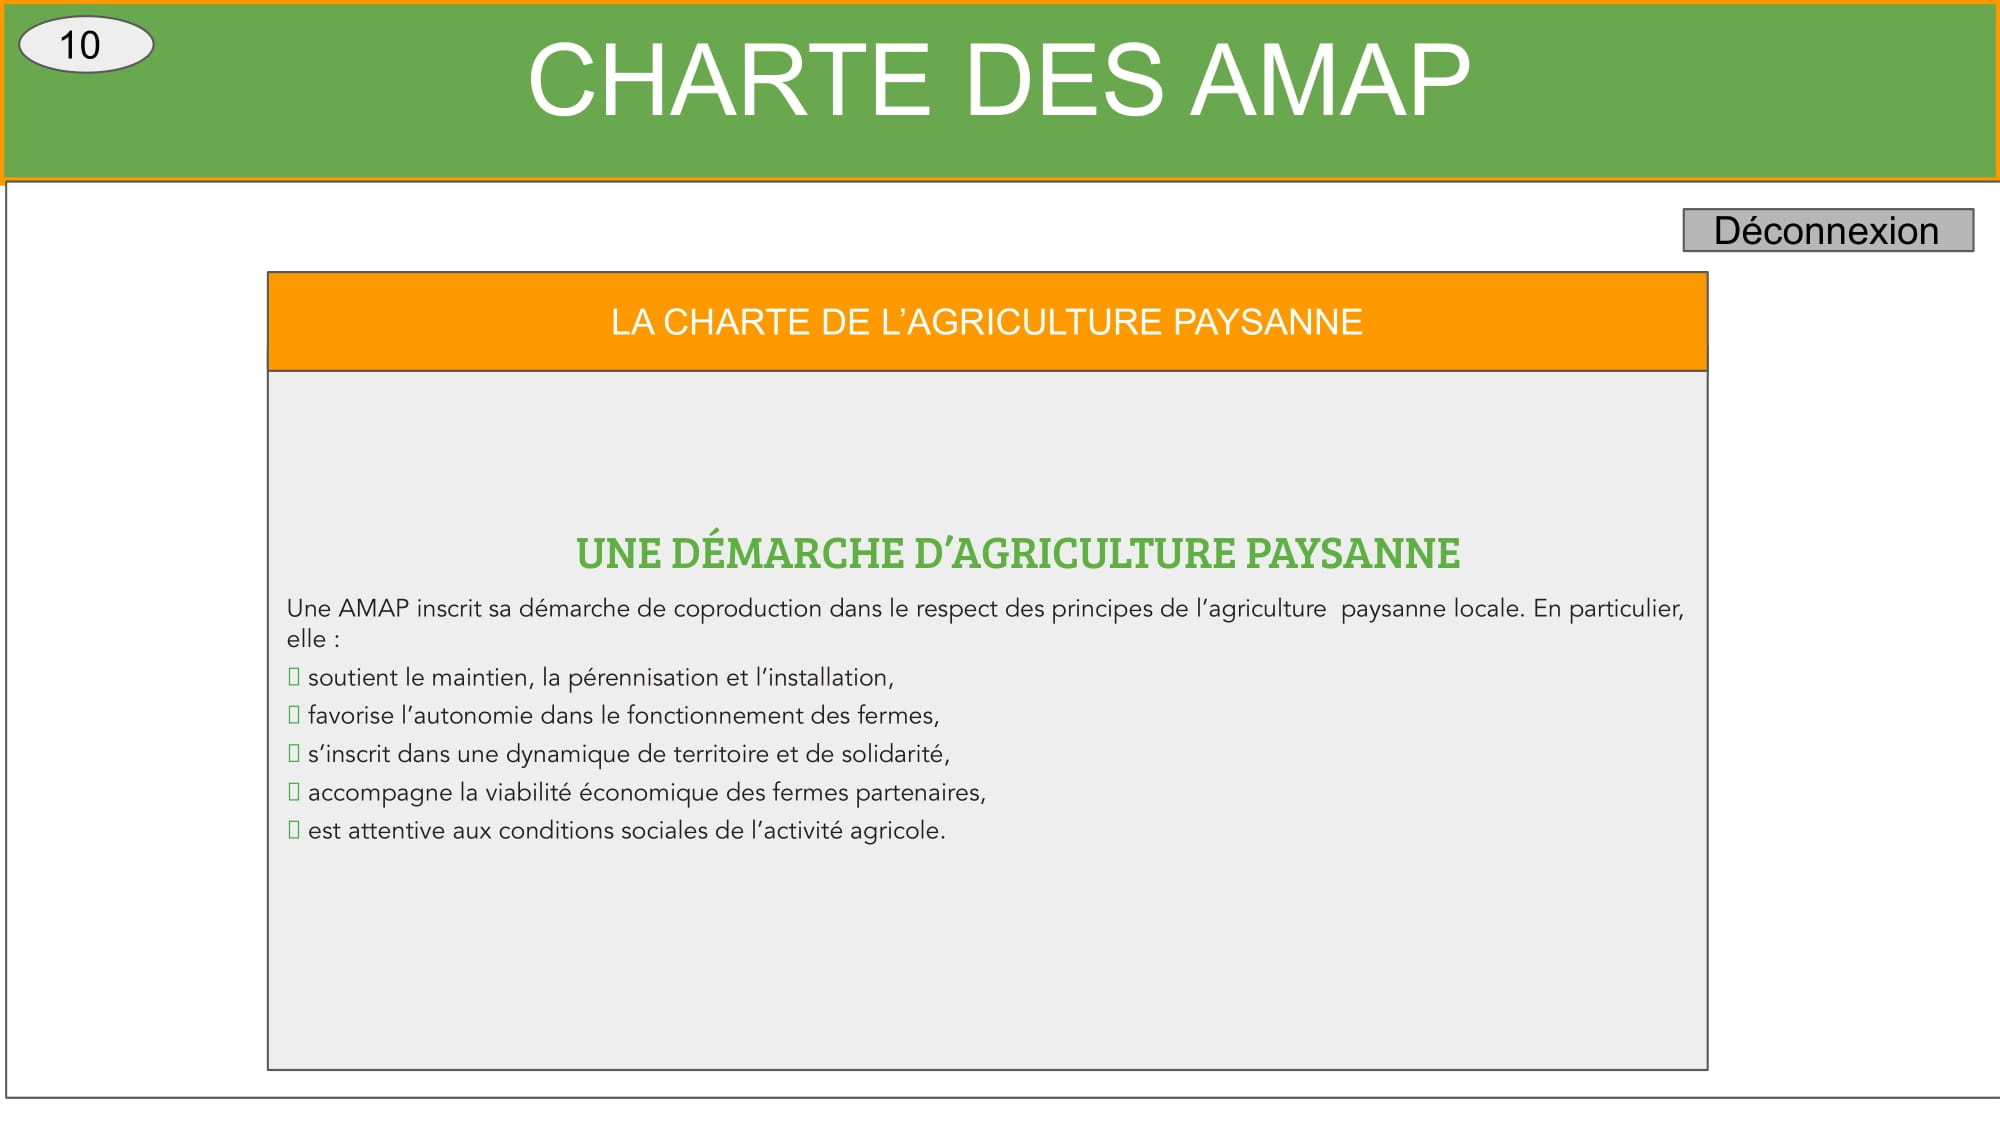 10
CHARTE DES AMAP
Déconnexion
LA CHARTE DE L’AGRICULTURE PAYSANNE
UNE DÉMARCHE D’AGRICULTURE PAYSANNE
Une AMAP inscrit sa démarche de coproduction dans le respect des principes de l’agriculture  paysanne locale. En particulier,
elle :
▯ soutient le maintien, la pérennisation et l’installation,
▯ favorise l’autonomie dans le fonctionnement des fermes,
▯ s’inscrit dans une dynamique de territoire et de solidarité,
▯ accompagne la viabilité économique des fermes partenaires,
▯ est attentive aux conditions sociales de l’activité agricole.